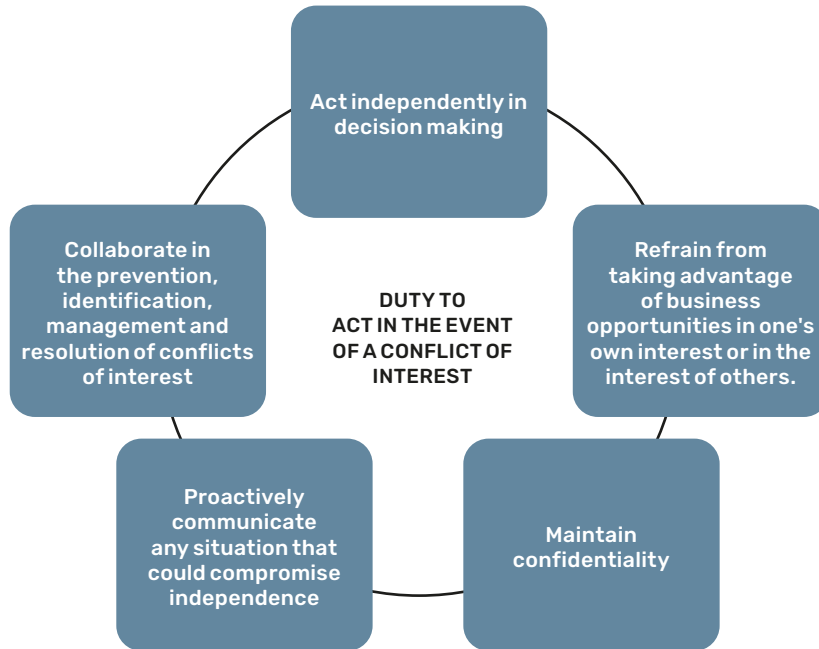 Act independently in
decision making
Refrain from
taking advantage
of business
opportunities in one's
own interest or in the
interest of others.
Maintain
confidentiality
Proactively
communicate
any situation that
could compromise
independence
Collaborate in
the prevention,
identification,
management and
resolution of conflicts
of interest
DUTY TO
ACT IN THE EVENT
OF A CONFLICT OF
INTEREST